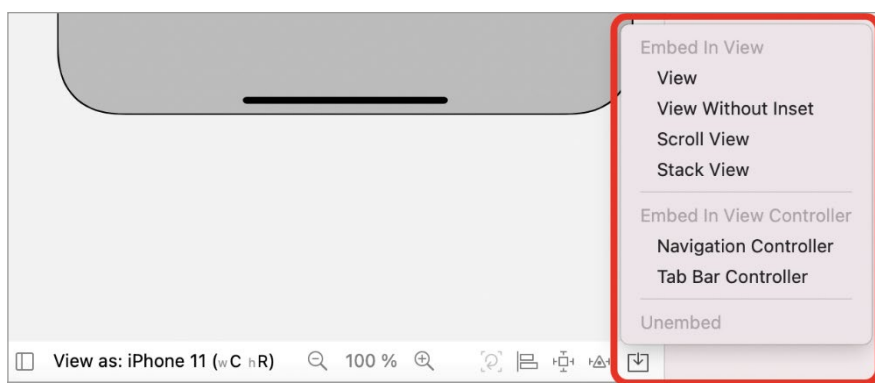 Embed In View
View
View Without Inset
Scroll View
Stack View
Embed In View Controller
Navigation Controller
Tab Bar Controller
Unembed
View as: iPhone 11 (wC hR) 100 %